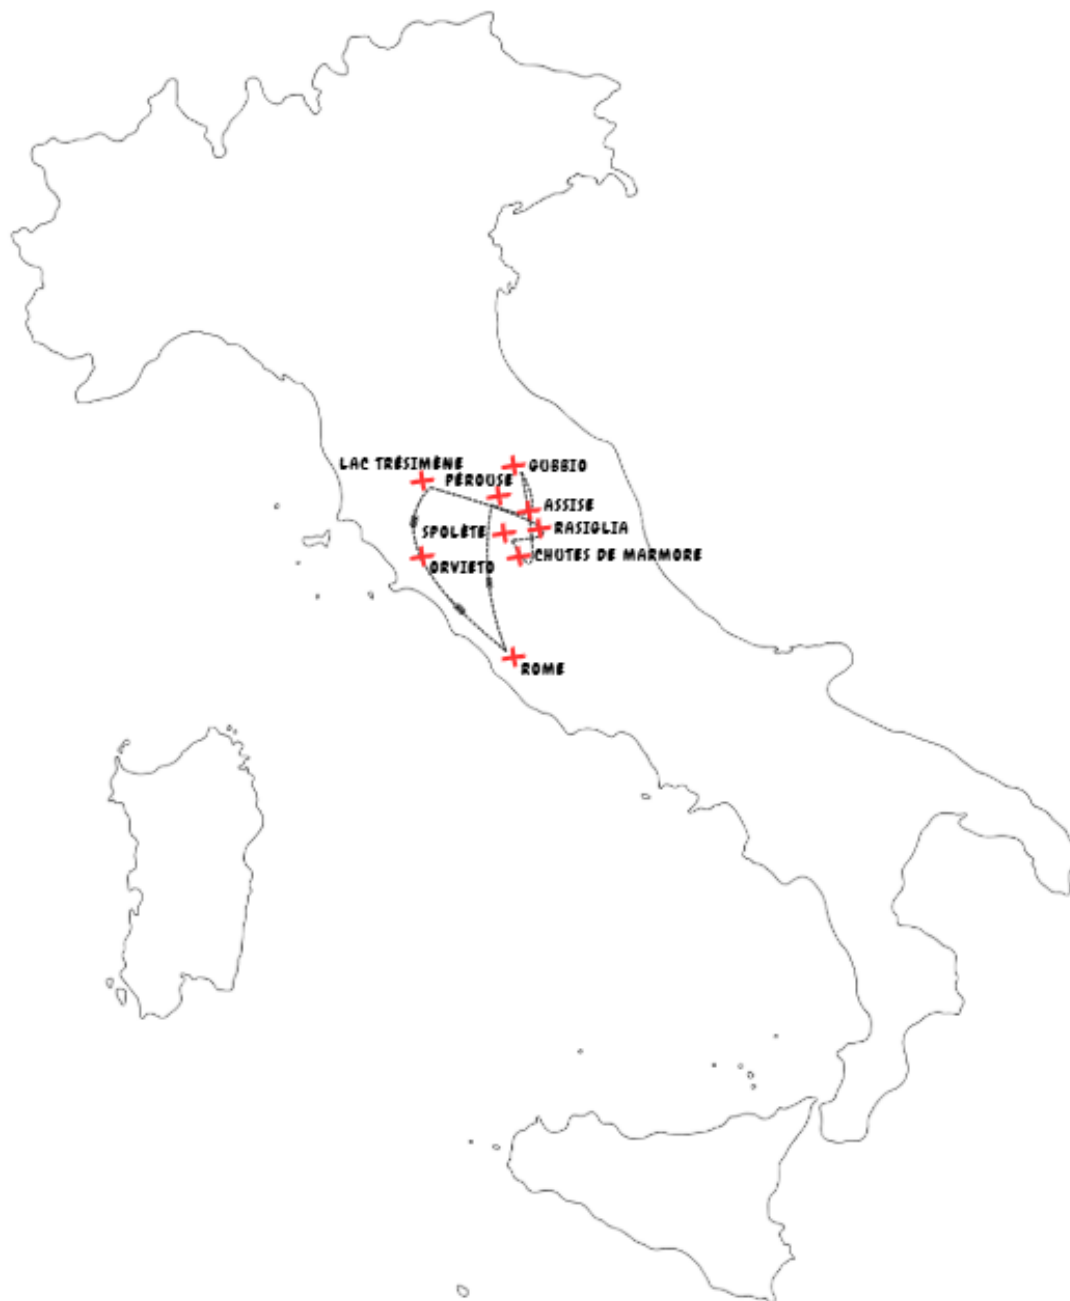 LAC TRÉSIMÈNE
GUBBIO
PÉROUSE
ASSISE
SPOLÈTE
RASIGLIA
CHUTES DE MARMORE
ORVIETO
ROME